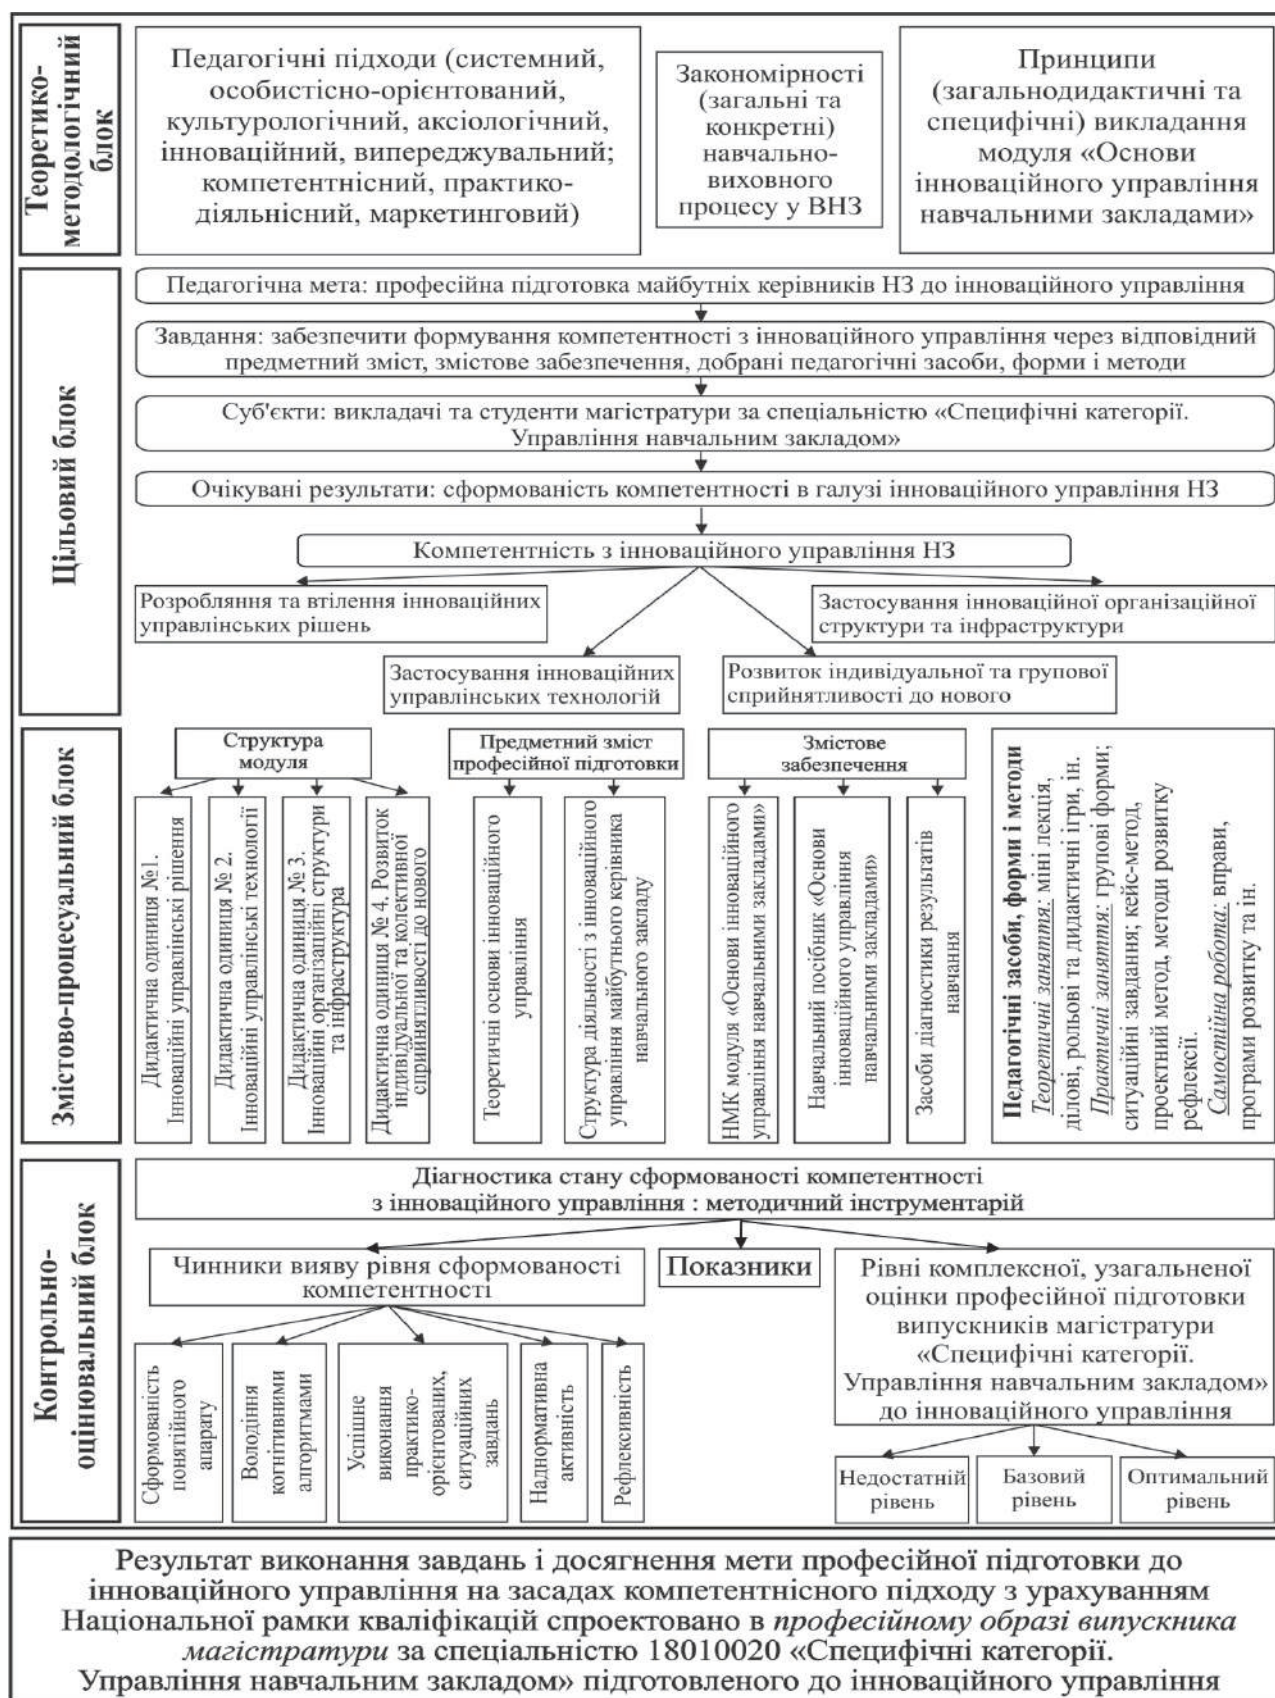 Теоретико-
методологічний
блок
Педагогічні підходи (системний,
особистісно-орієнтований,
культурологічний, аксіологічний,
інноваційний, випереджувальний;
компетентнісний, практико-
діяльнісний, маркетинговий)
Закономірності
(загальні та
конкретні)
навчально-
виховного
процесу у ВНЗ
Принципи
(загальнодидактичні та
специфічні) викладання
модуля «Основи
інноваційного управління
навчальними закладами»
Цільовий блок
Педагогічна мета: професійна підготовка майбутніх керівників НЗ до інноваційного управління
Завдання: забезпечити формування компетентності з інноваційного управління через відповідний
предметний зміст, змістове забезпечення, добрані педагогічні засоби, форми і методи
Суб'єкти: викладачі та студенти магістратури за спеціальністю «Специфічні категорії.
Управління навчальним закладом»
Очікувані результати: сформованість компетентності в галузі інноваційного управління НЗ
Компетентність з інноваційного управління НЗ
Розробляння та втілення інноваційних
управлінських рішень
Застосування інноваційної організаційної
структури та інфраструктури
Застосування інноваційних
управлінських технологій
Розвиток індивідуальної та групової
сприйнятливості до нового
Змістово-процесуальний блок
Структура
модуля
Дидактична одиниця №1.
Інноваційні управлінські рішення
Дидактична одиниця № 2.
Інноваційні управлінські технології
Дидактична одиниця № 3.
Інноваційні організаційні структури
та інфраструктура
Дидактична одиниця № 4. Розвиток
індивідуальної та колективної
сприйнятливості до нового
Предметний зміст
професійної підготовки
Теоретичні основи інноваційного
управління
Структура діяльності з інноваційного
управління майбутнього керівника
навчального закладу
Змістове
забезпечення
НМК модуля «Основи інноваційного
управління навчальними закладами»
Навчальний посібник «Основи
інноваційного управління
навчальними закладами»
Засоби діагностики результатів
навчання
Педагогічні засоби, форми і методи
Теоретичні заняття: міні лекція,
ділові, рольові та дидактичні ігри, ін.
Практичні заняття: групові форми;
ситуаційні завдання; кейс-метод,
проектний метод, методи розвитку
рефлексії.
Самостійна робота: вправи,
програми розвитку та ін.
Контрольно-
оцінювальний блок
Діагностика стану сформованості компетентності
з інноваційного управління : методичний інструментарій
Чинники вияву рівня сформованості
компетентності
Сформованість
понятійного
апарату
Володіння
когнітивними
алгоритмами
Успішне
виконання
практико-
орієнтованих,
ситуаційних
завдань
Наднормативна
активність
Рефлексивність
Показники
Рівні комплексної, узагальненої
оцінки професійної підготовки
випускників магістратури
«Специфічні категорії.
Управління навчальним закладом»
до інноваційного управління
Недостатній
рівень
Базовий
рівень
Оптимальний
рівень
Результат виконання завдань і досягнення мети професійної підготовки до
інноваційного управління на засадах компетентнісного підходу з урахуванням
Національної рамки кваліфікацій спроектовано в професійному образі випускника
магістратури за спеціальністю 18010020 «Специфічні категорії.
Управління навчальним закладом» підготовленого до інноваційного управління